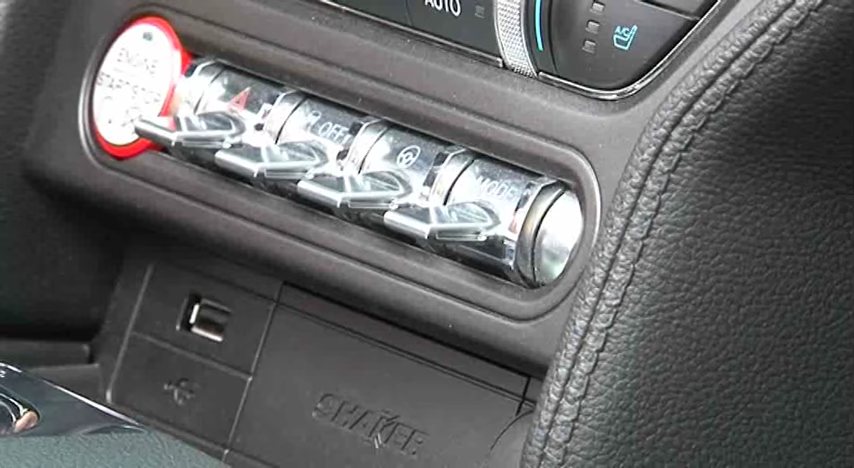 AUTO
A/C
ENGINE
START STOP
OFF
MODE
SHAKER